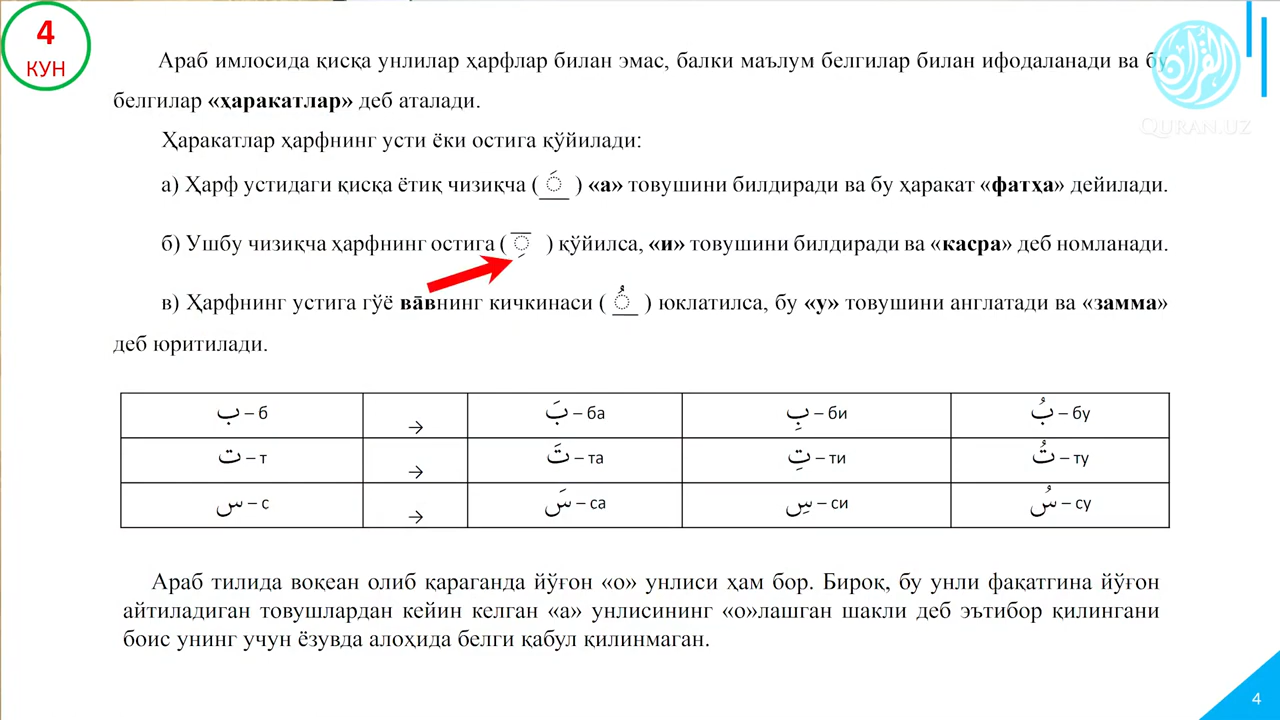 4
КУН
Араб имлосида қисқа унлилар ҳарфлар билан эмас, балки маълум белгилар билан ифодаланади ва бу
белгилар «ҳаракатлар» деб аталади.
Ҳаракатлар ҳарфнинг усти ёки остига қўйилади:
а) Ҳарф устидаги қисқа ётиқ чизиқча ( ◌َ ) «а» товушини билдиради ва бу ҳаракат «фатҳа» дейилади.
б) Ушбу чизиқча ҳарфнинг остига ( ◌ِ ) қўйилса, «и» товушини билдиради ва «касра» деб номланади.
в) Ҳарфнинг устига гўё вāвнинг кичкинаси ( ◌ُ ) юклатилса, бу «у» товушини англатади ва «замма»
деб юритилади.
ب – б → بَ – ба بِ – би بُ – бу
ت – т → تَ – та تِ – ти تُ – ту
س – с → سَ – са سِ – си سُ – су
Араб тилида воқеан олиб қараганда йўғон «о» унлиси ҳам бор. Бироқ, бу унли фақатгина йўғон
айтиладиган товушлардан кейин келган «а» унлисининг «о»лашган шакли деб эътибор қилингани
боис унинг учун ёзувда алоҳида белги қабул қилинмаган.
القرآن
QURAN.UZ
4